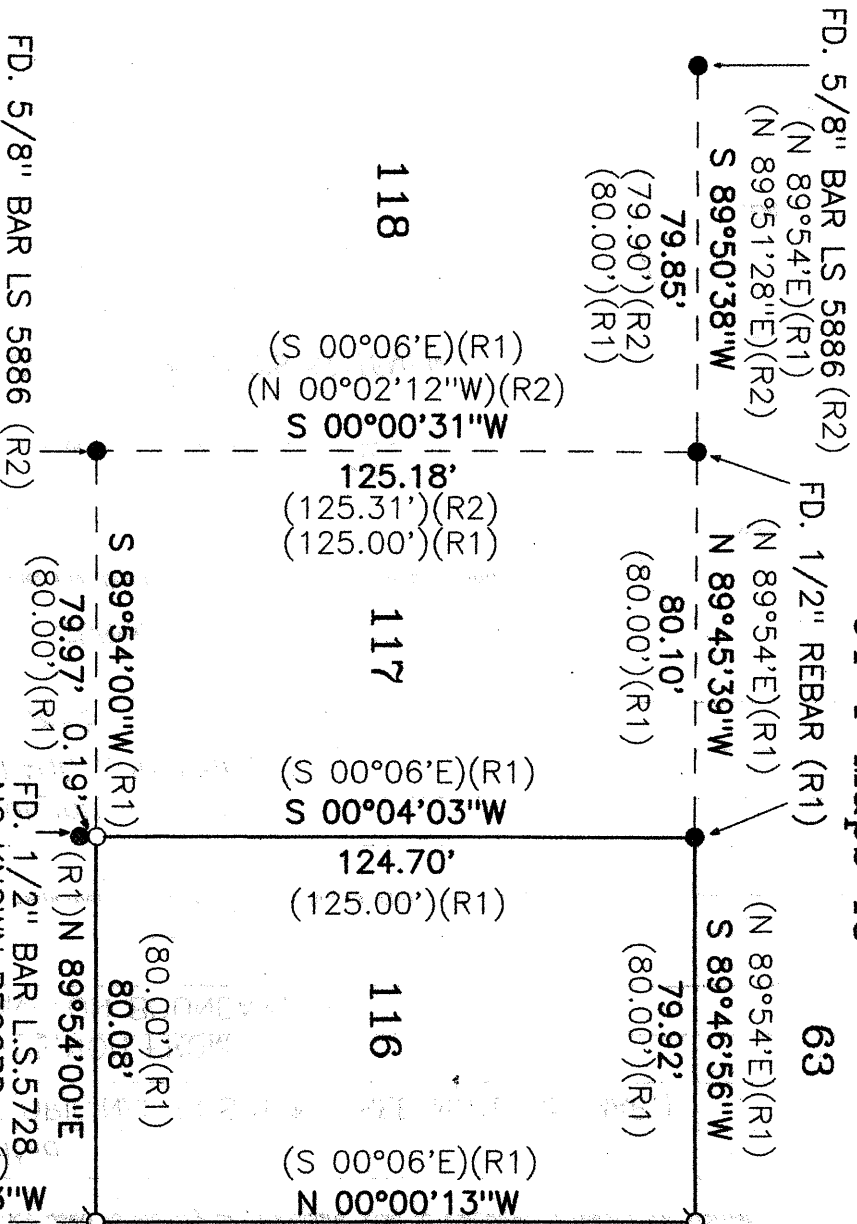 FD. 5/8" BAR LS 5886 (R2)
(N 89°54'E)(R1)
(N 89°51'28"E)(R2)
S 89°50'38"W
79.85'
(79.90')(R2)
(80.00')(R1)
FD. 1/2" REBAR (R1)
(N 89°54'E)(R1)
N 89°45'39"W
80.10'
(80.00')(R1)
63
(N 89°54'E)(R1)
S 89°46'56"W
79.92'
(80.00')(R1)
118
(S 00°06'E)(R1)
(N 00°02'12"W)(R2)
S 00°00'31"W
125.18'
(125.31')(R2)
(125.00')(R1)
117
(S 00°06'E)(R1)
S 00°04'03"W
124.70'
(125.00')(R1)
116
(S 00°06'E)(R1)
N 00°00'13"W
FD. 5/8" BAR LS 5886 (R2)
S 89°54'00"W(R1)
79.97'
(80.00')(R1)
0.19'
(80.00')(R1)
80.08'
(R1)N 89°54'00"E
FD. 1/2" BAR L.S.5728
NO KNOWN RECORD
"W